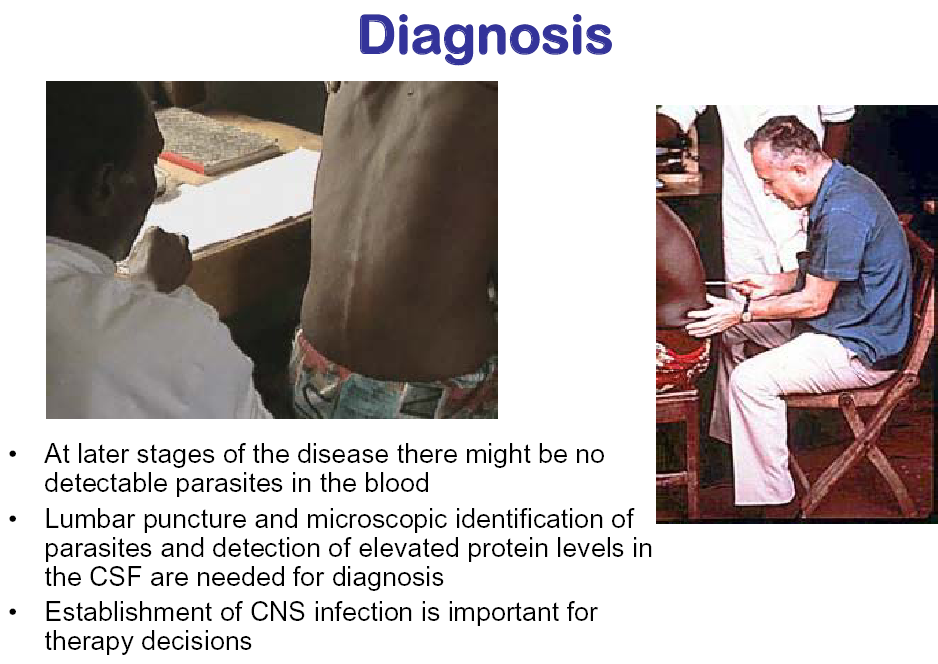 Diagnosis
• At later stages of the disease there might be no
detectable parasites in the blood
• Lumbar puncture and microscopic identification of
parasites and detection of elevated protein levels in
the CSF are needed for diagnosis
• Establishment of CNS infection is important for
therapy decisions